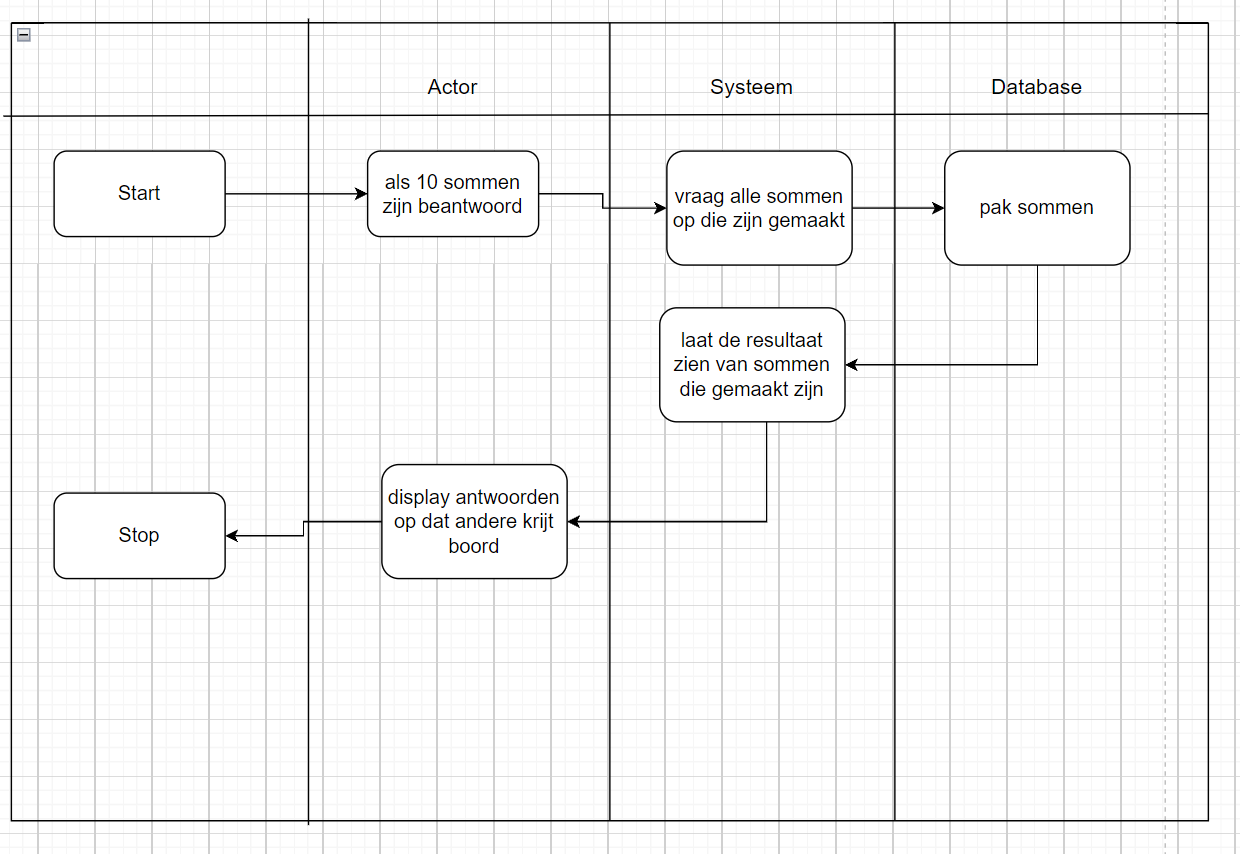 Actor
Systeem
Database
Start
als 10 sommen
zijn beantwoord
vraag alle sommen
op die zijn gemaakt
pak sommen
laat de resultaat
zien van sommen
die gemaakt zijn
display antwoorden
op dat andere krijt
boord
Stop